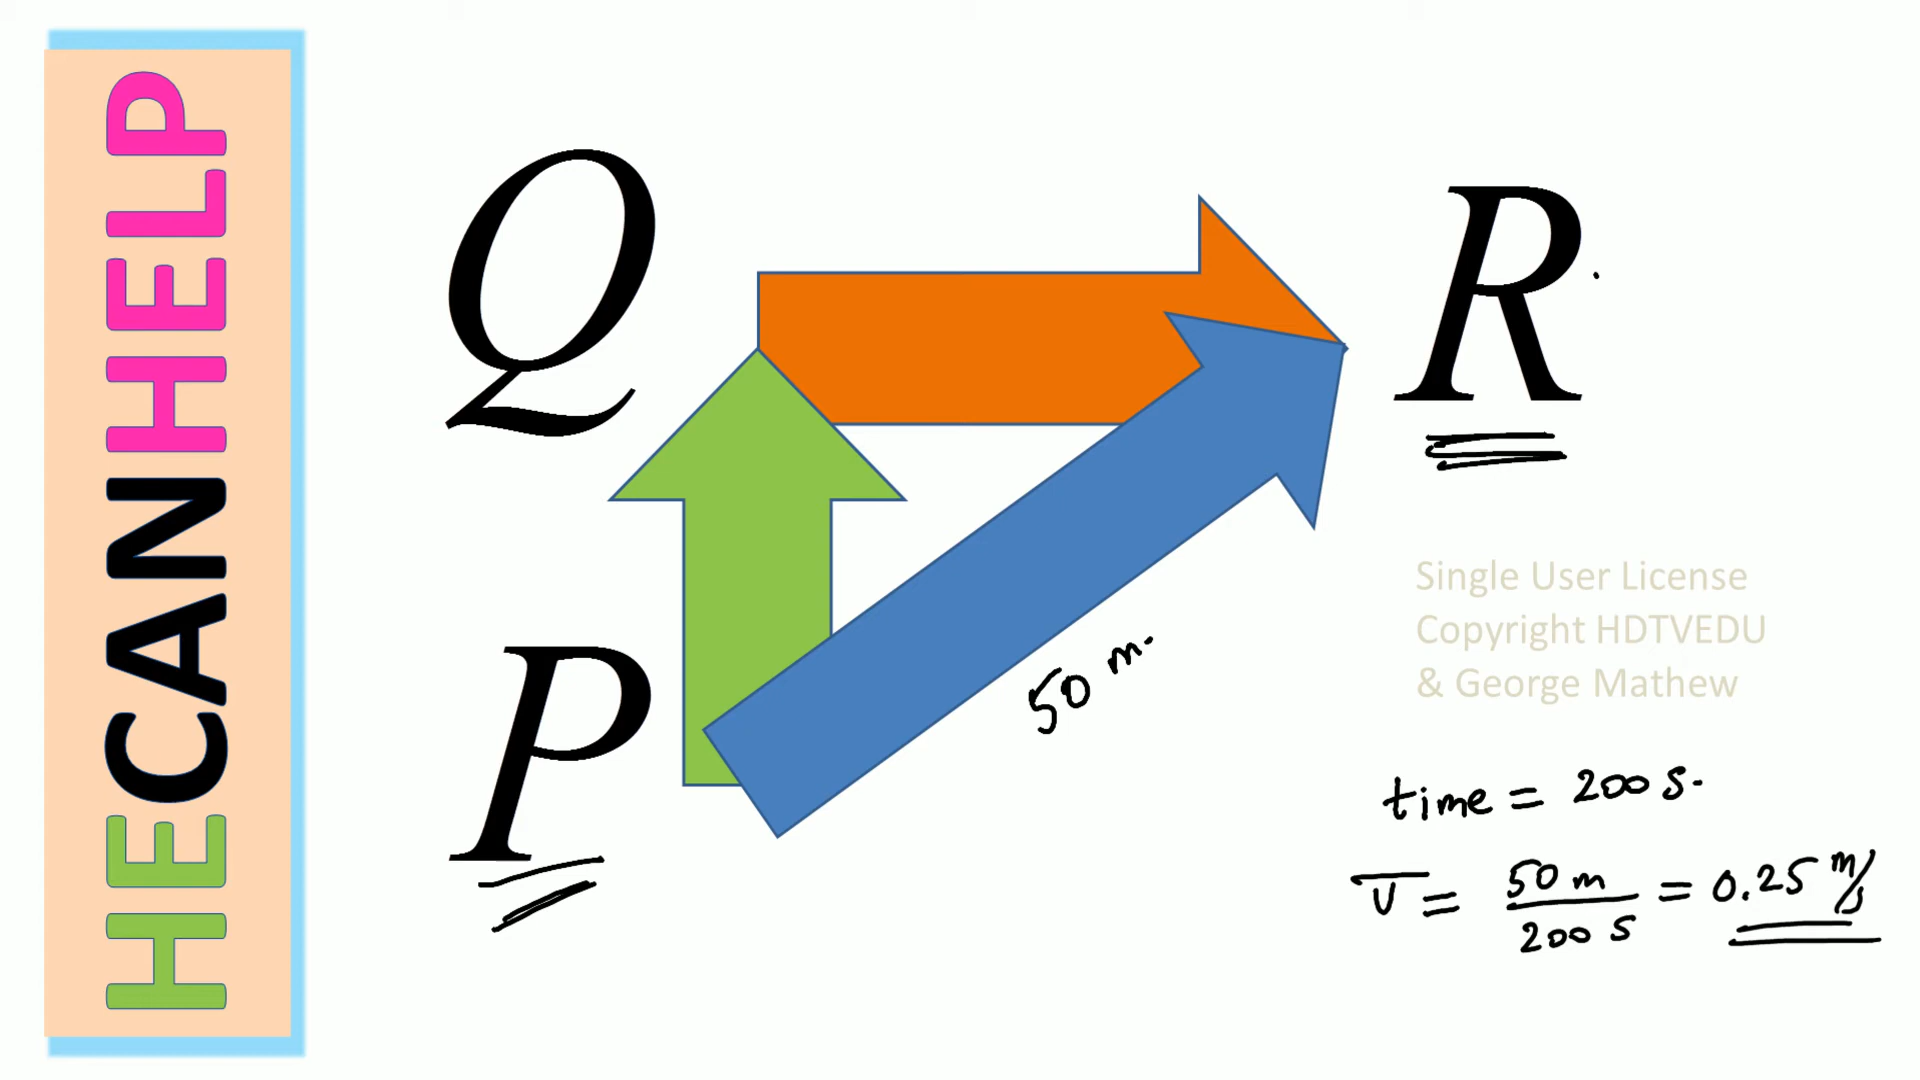 HECANHELP
Q
R
P
50 m.
Single User License
Copyright HDTVEDU
& George Mathew
time = 200 s.
v̅ = 50 m / 200 s = 0.25 m/s